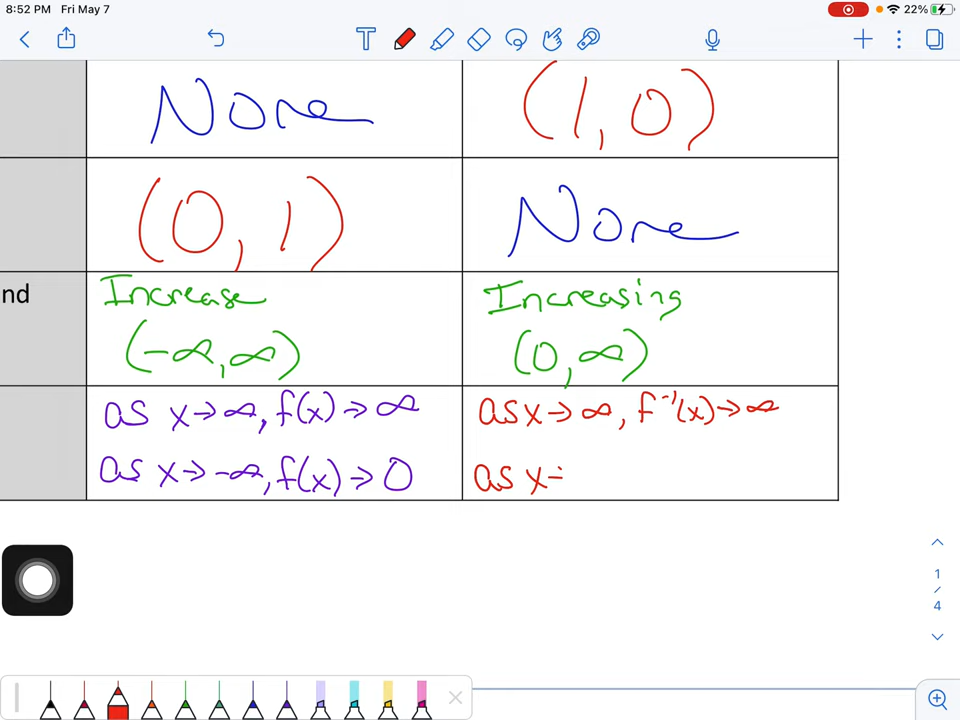 8:52 PM Fri May 7
22%
T
None
(1, 0)
(0, 1)
None
nd
Increase
(-∞, ∞)
Increasing
(0, ∞)
as x→∞, f(x)→∞
as x→-∞, f(x)→0
as x→∞, f⁻¹(x)→∞
as x-
1
/
4